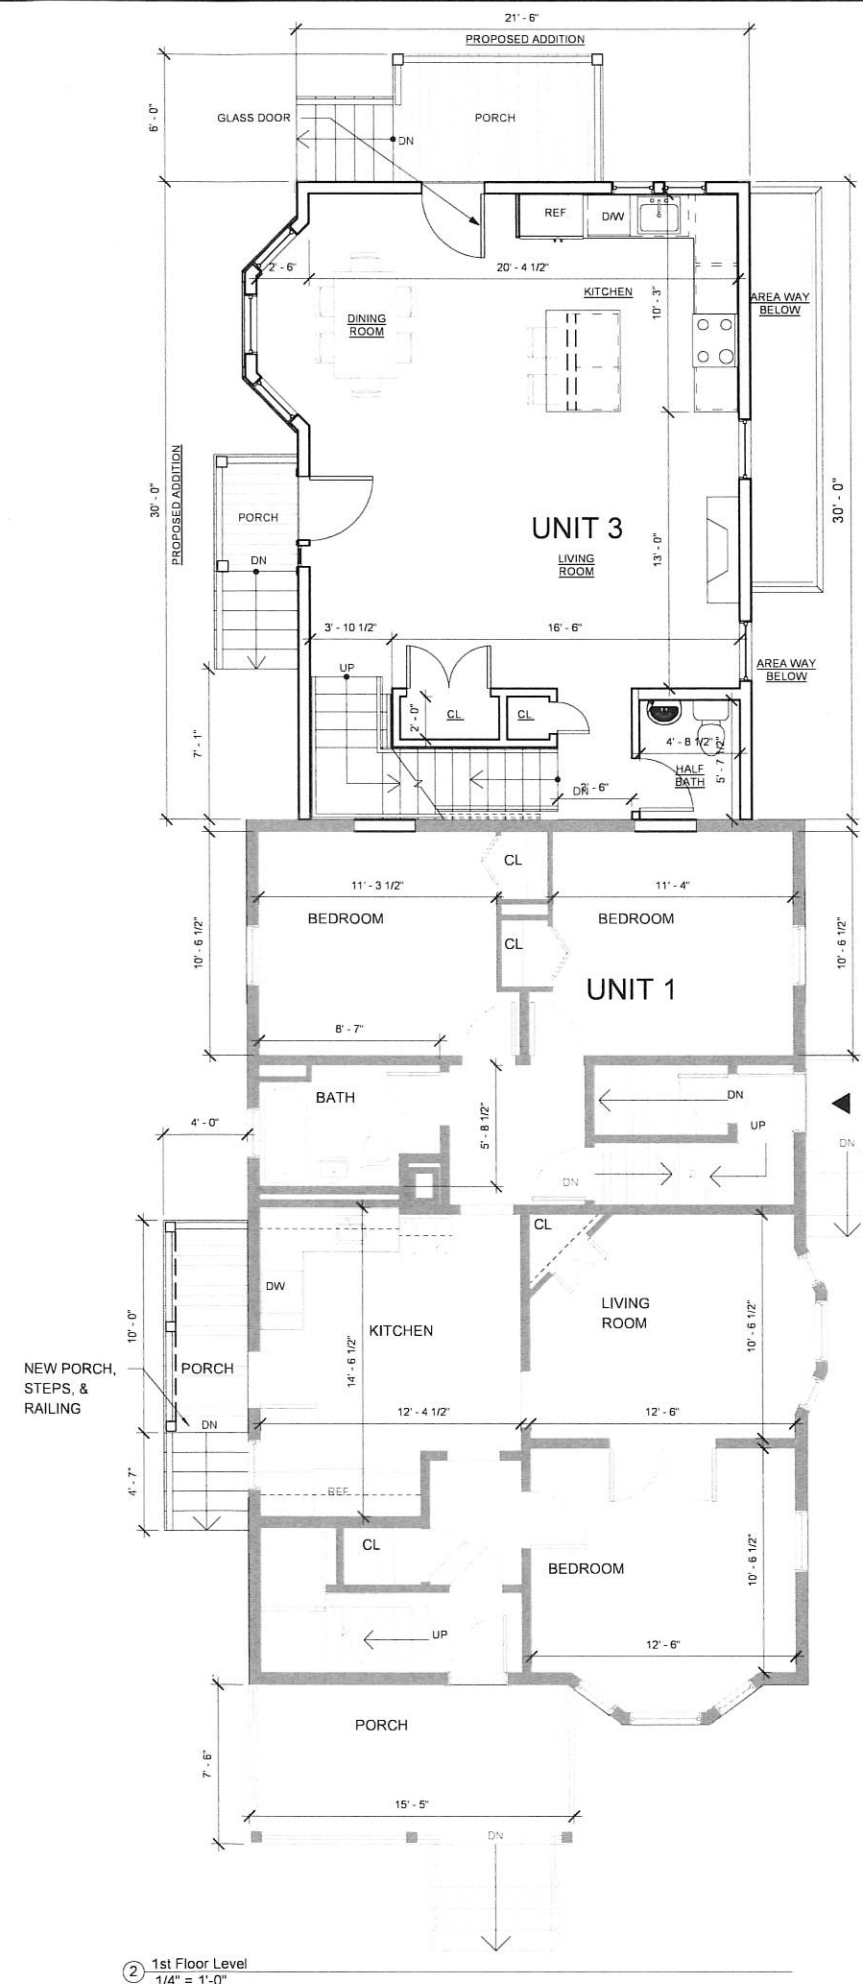 21' - 6"
PROPOSED ADDITION
6' - 0"
GLASS DOOR
PORCH
DN
REF
D/W
2' - 6"
20' - 4 1/2"
KITCHEN
10' - 3"
AREA WAY
BELOW
DINING
ROOM
30' - 0"
PROPOSED ADDITION
30' - 0"
PORCH
DN
UNIT 3
LIVING
ROOM
13' - 0"
3' - 10 1/2"
16' - 6"
UP
AREA WAY
BELOW
7' - 1"
2' - 0"
CL
CL
4' - 8 1/2"
5' - 7 1/2"
HALF
BATH
DN
CL
11' - 3 1/2"
11' - 4"
BEDROOM
BEDROOM
CL
10' - 6 1/2"
10' - 6 1/2"
UNIT 1
8' - 7"
BATH
DN
4' - 0"
5' - 8 1/2"
UP
DN
DN
CL
DW
LIVING
ROOM
KITCHEN
10' - 0"
14' - 6 1/2"
10' - 6 1/2"
NEW PORCH,
STEPS, &
RAILING
PORCH
DN
12' - 4 1/2"
12' - 6"
4' - 7"
REF
CL
BEDROOM
10' - 6 1/2"
UP
12' - 6"
PORCH
7' - 6"
15' - 5"
DN
2
1st Floor Level
1/4" = 1'-0"